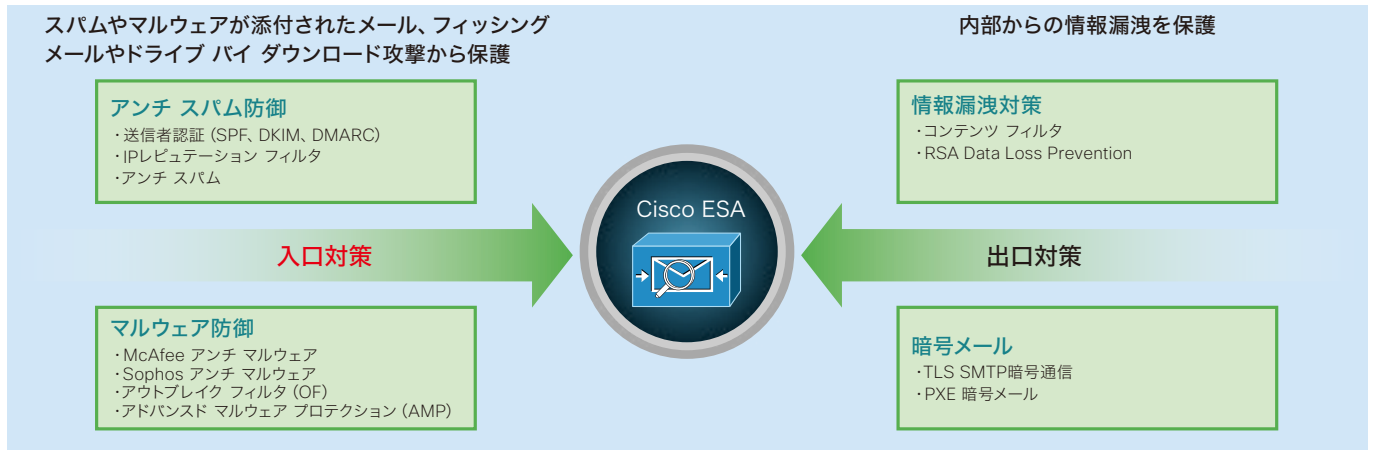 スパムやマルウェアが添付されたメール、フィッシング
メールやドライブ バイ ダウンロード攻撃から保護
アンチ スパム防御
・送信者認証 (SPF、DKIM、DMARC)
・IPレピュテーション フィルタ
・アンチ スパム
入口対策
マルウェア防御
・McAfee アンチ マルウェア
・Sophos アンチ マルウェア
・アウトブレイク フィルタ (OF)
・アドバンスド マルウェア プロテクション (AMP)
Cisco ESA
内部からの情報漏洩を保護
情報漏洩対策
・コンテンツ フィルタ
・RSA Data Loss Prevention
出口対策
暗号メール
・TLS SMTP暗号通信
・PXE 暗号メール